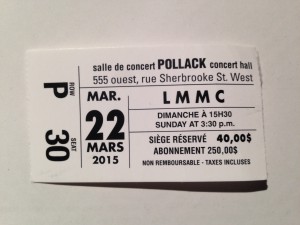 salle de concert POLLACK concert hall
555 ouest, rue Sherbrooke St. West
ROW
P
SEAT
30
MAR.
22
MARS
2015
LMMC
DIMANCHE À 15H30
SUNDAY AT 3:30 p.m.
SIÈGE RÉSERVÉ 40,00$
ABONNEMENT 250,00$
NON REMBOURSABLE - TAXES INCLUSES